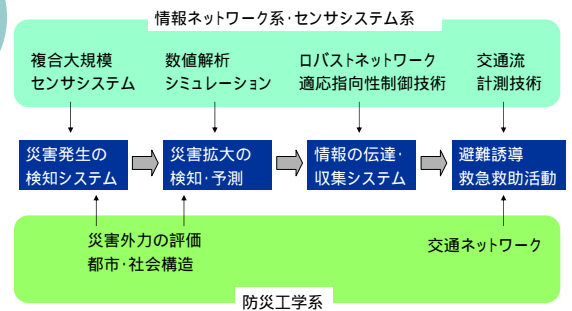 情報ネットワーク系･センサシステム系
複合大規模
センサシステム
数値解析
シミュレーション
ロバストネットワーク
適応指向性制御技術
交通流
計測技術
災害発生の
検知システム
災害拡大の
検知･予測
情報の伝達･
収集システム
避難誘導
救急救助活動
災害外力の評価
都市･社会構造
交通ネットワーク
防災工学系